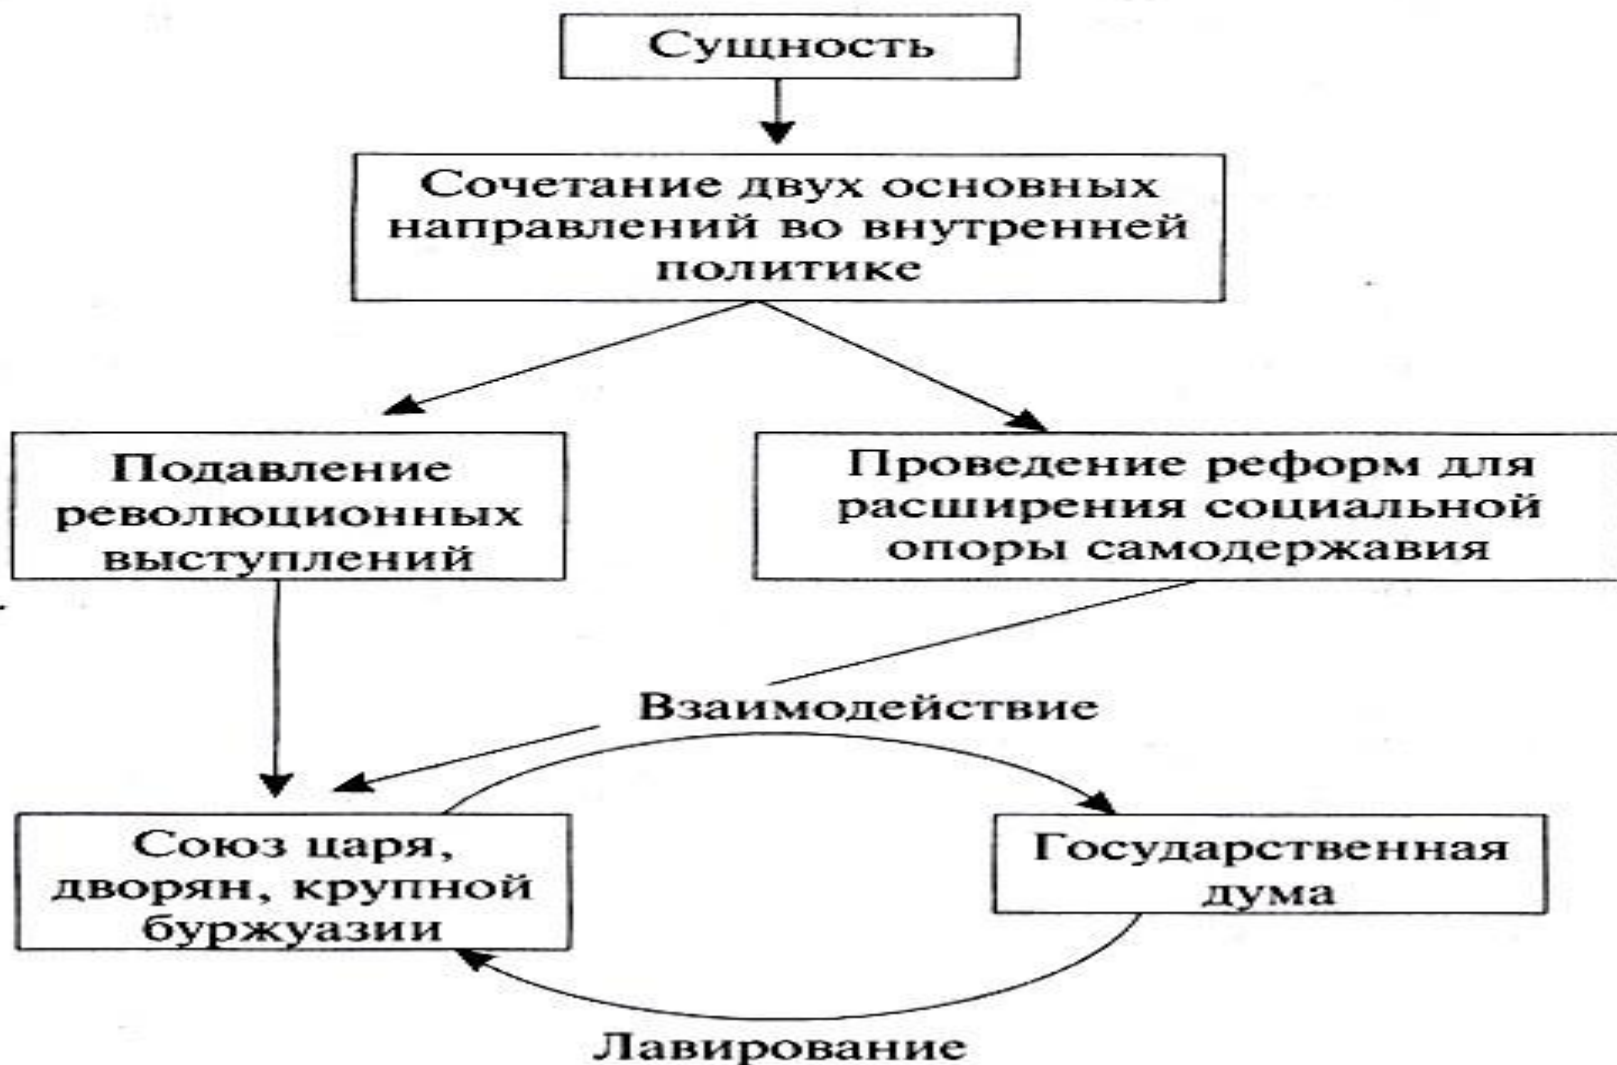 Сущность
Сочетание двух основных
направлений во внутренней
политике
Подавление
революционных
выступлений
Проведение реформ для
расширения социальной
опоры самодержавия
Взаимодействие
Союз царя,
дворян, крупной
буржуазии
Государственная
дума
Лавирование